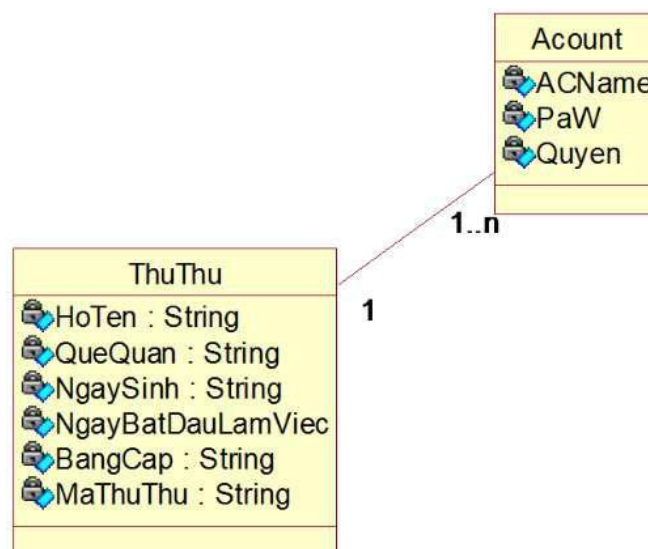 Acount
ACName
PaW
Quyen
1..n
1
ThuThu
HoTen : String
QueQuan : String
NgaySinh : String
NgayBatDauLamViec
BangCap : String
MaThuThu : String